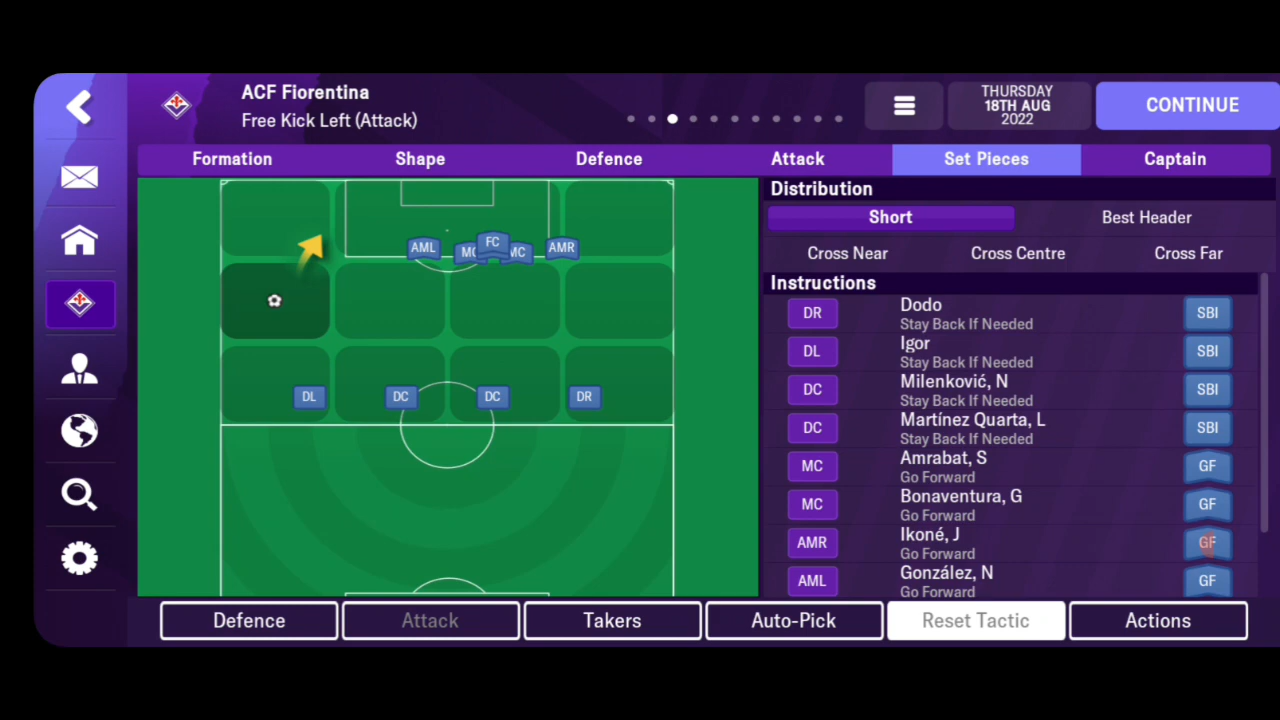 ACF Fiorentina
Free Kick Left (Attack)
THURSDAY
18TH AUG
2022
CONTINUE
Formation
Shape
Defence
Attack
Set Pieces
Captain
AML
MC
FC
MC
AMR
DL
DC
DC
DR
Distribution
Short
Best Header
Cross Near
Cross Centre
Cross Far
Instructions
DR
Dodo
SBI
Stay Back If Needed
DL
Igor
SBI
Stay Back If Needed
DC
Milenković, N
SBI
Stay Back If Needed
DC
Martínez Quarta, L
SBI
Stay Back If Needed
MC
Amrabat, S
GF
Go Forward
MC
Bonaventura, G
GF
Go Forward
AMR
Ikoné, J
GF
Go Forward
AML
González, N
GF
Go Forward
Defence
Attack
Takers
Auto-Pick
Reset Tactic
Actions